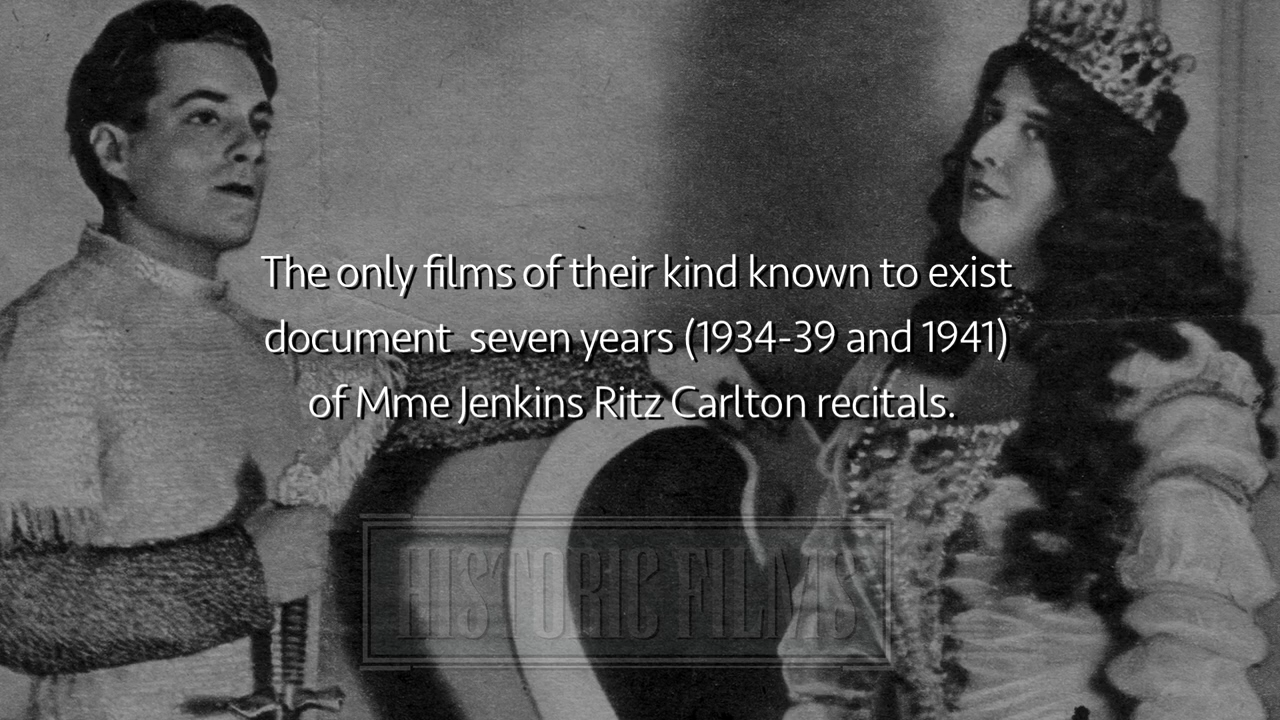 The only films of their kind known to exist
document  seven years (1934-39 and 1941)
of Mme Jenkins Ritz Carlton recitals.
HISTORIC FILMS